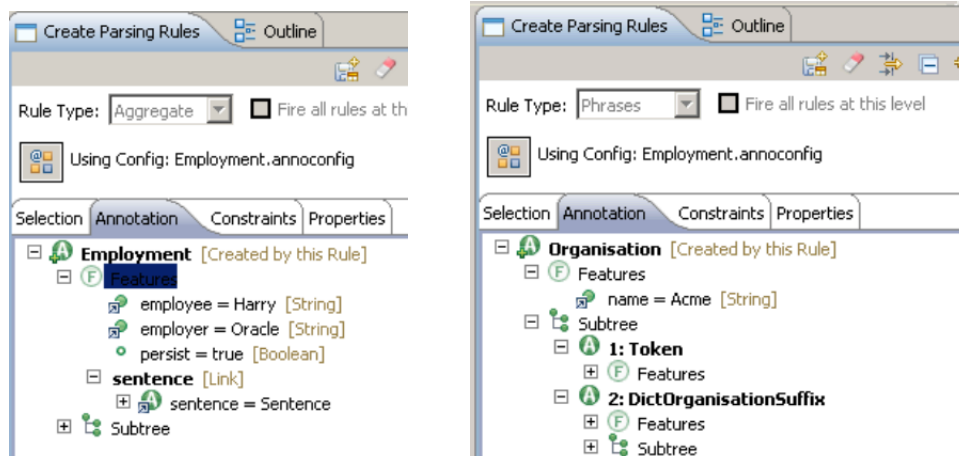 Create Parsing Rules Outline
Rule Type: Aggregate Fire all rules at th
Using Config: Employment.annoconfig
Selection Annotation Constraints Properties
Employment [Created by this Rule]
Features
employee = Harry [String]
employer = Oracle [String]
persist = true [Boolean]
sentence [Link]
sentence = Sentence
Subtree
Create Parsing Rules Outline
Rule Type: Phrases Fire all rules at this level
Using Config: Employment.annoconfig
Selection Annotation Constraints Properties
Organisation [Created by this Rule]
Features
name = Acme [String]
Subtree
1: Token
Features
2: DictOrganisationSuffix
Features
Subtree